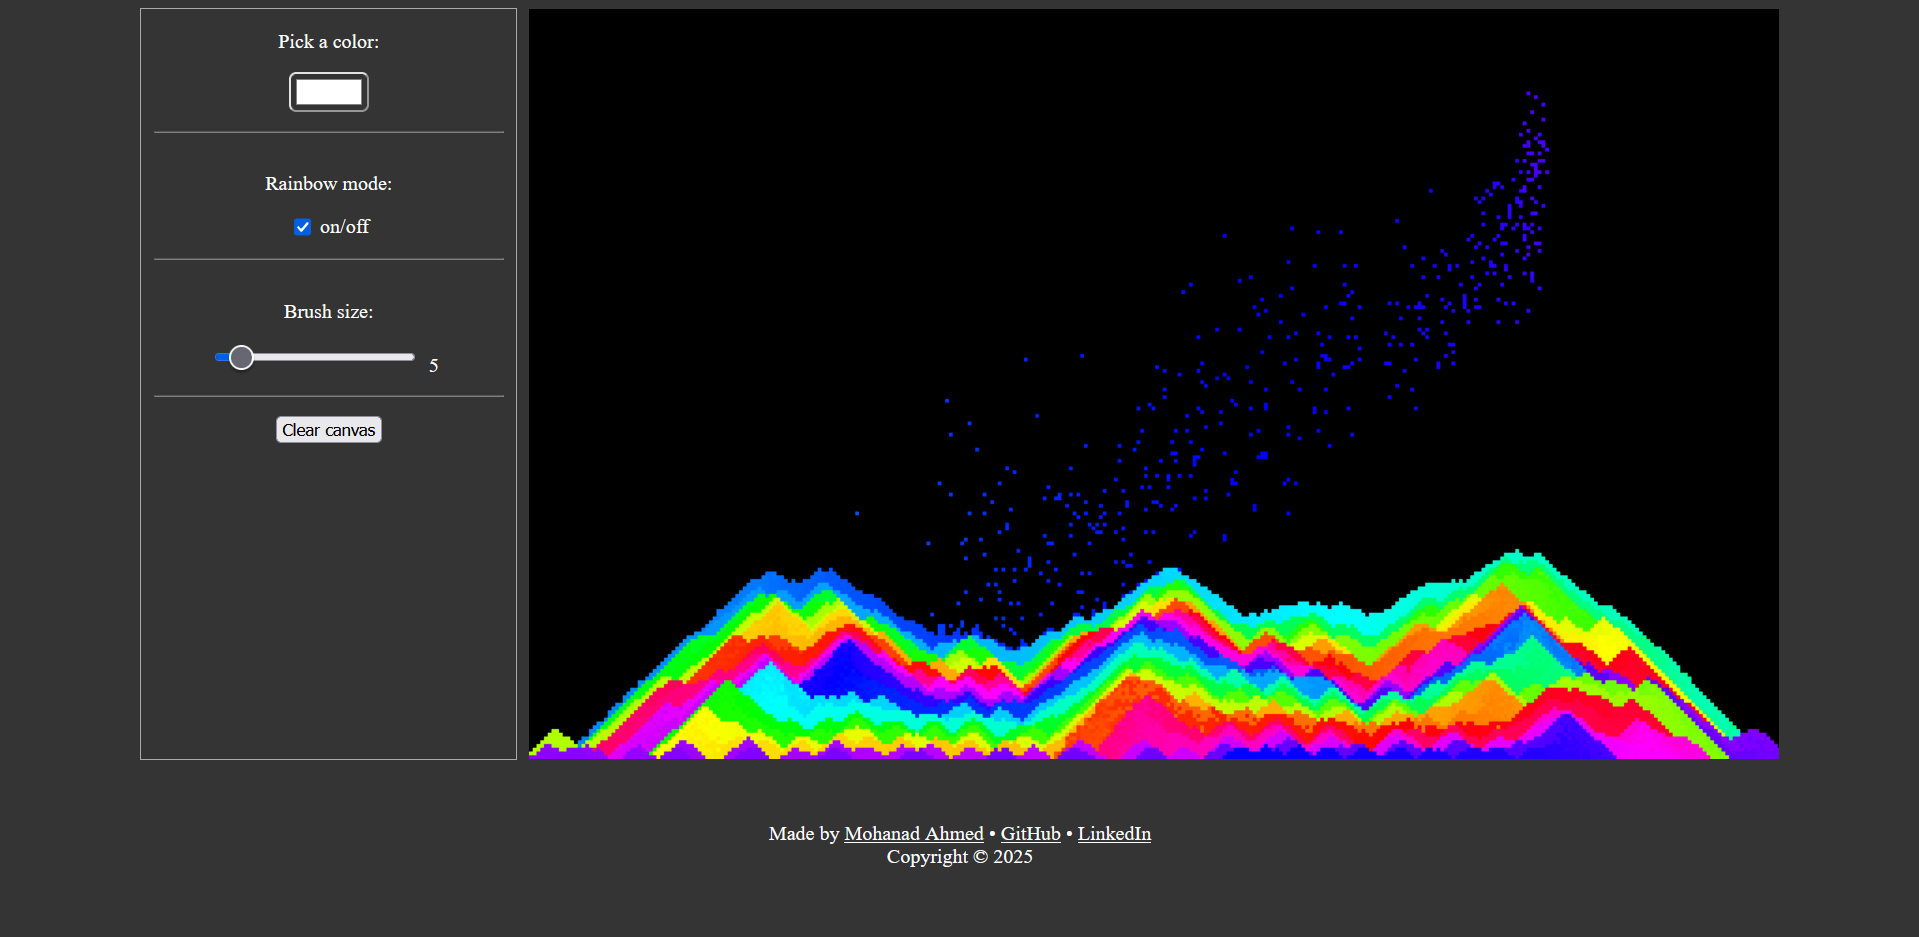 Pick a color:
Rainbow mode:
on/off
Brush size:
5
Clear canvas
Made by Mohanad Ahmed • GitHub • LinkedIn
Copyright © 2025